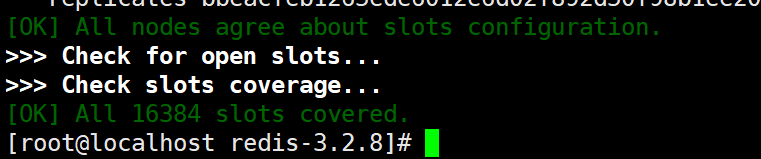 replicates
[OK] All nodes agree about slots configuration.
>>> Check for open slots...
>>> Check slots coverage...
[OK] All 16384 slots covered.
[root@localhost redis-3.2.8]#